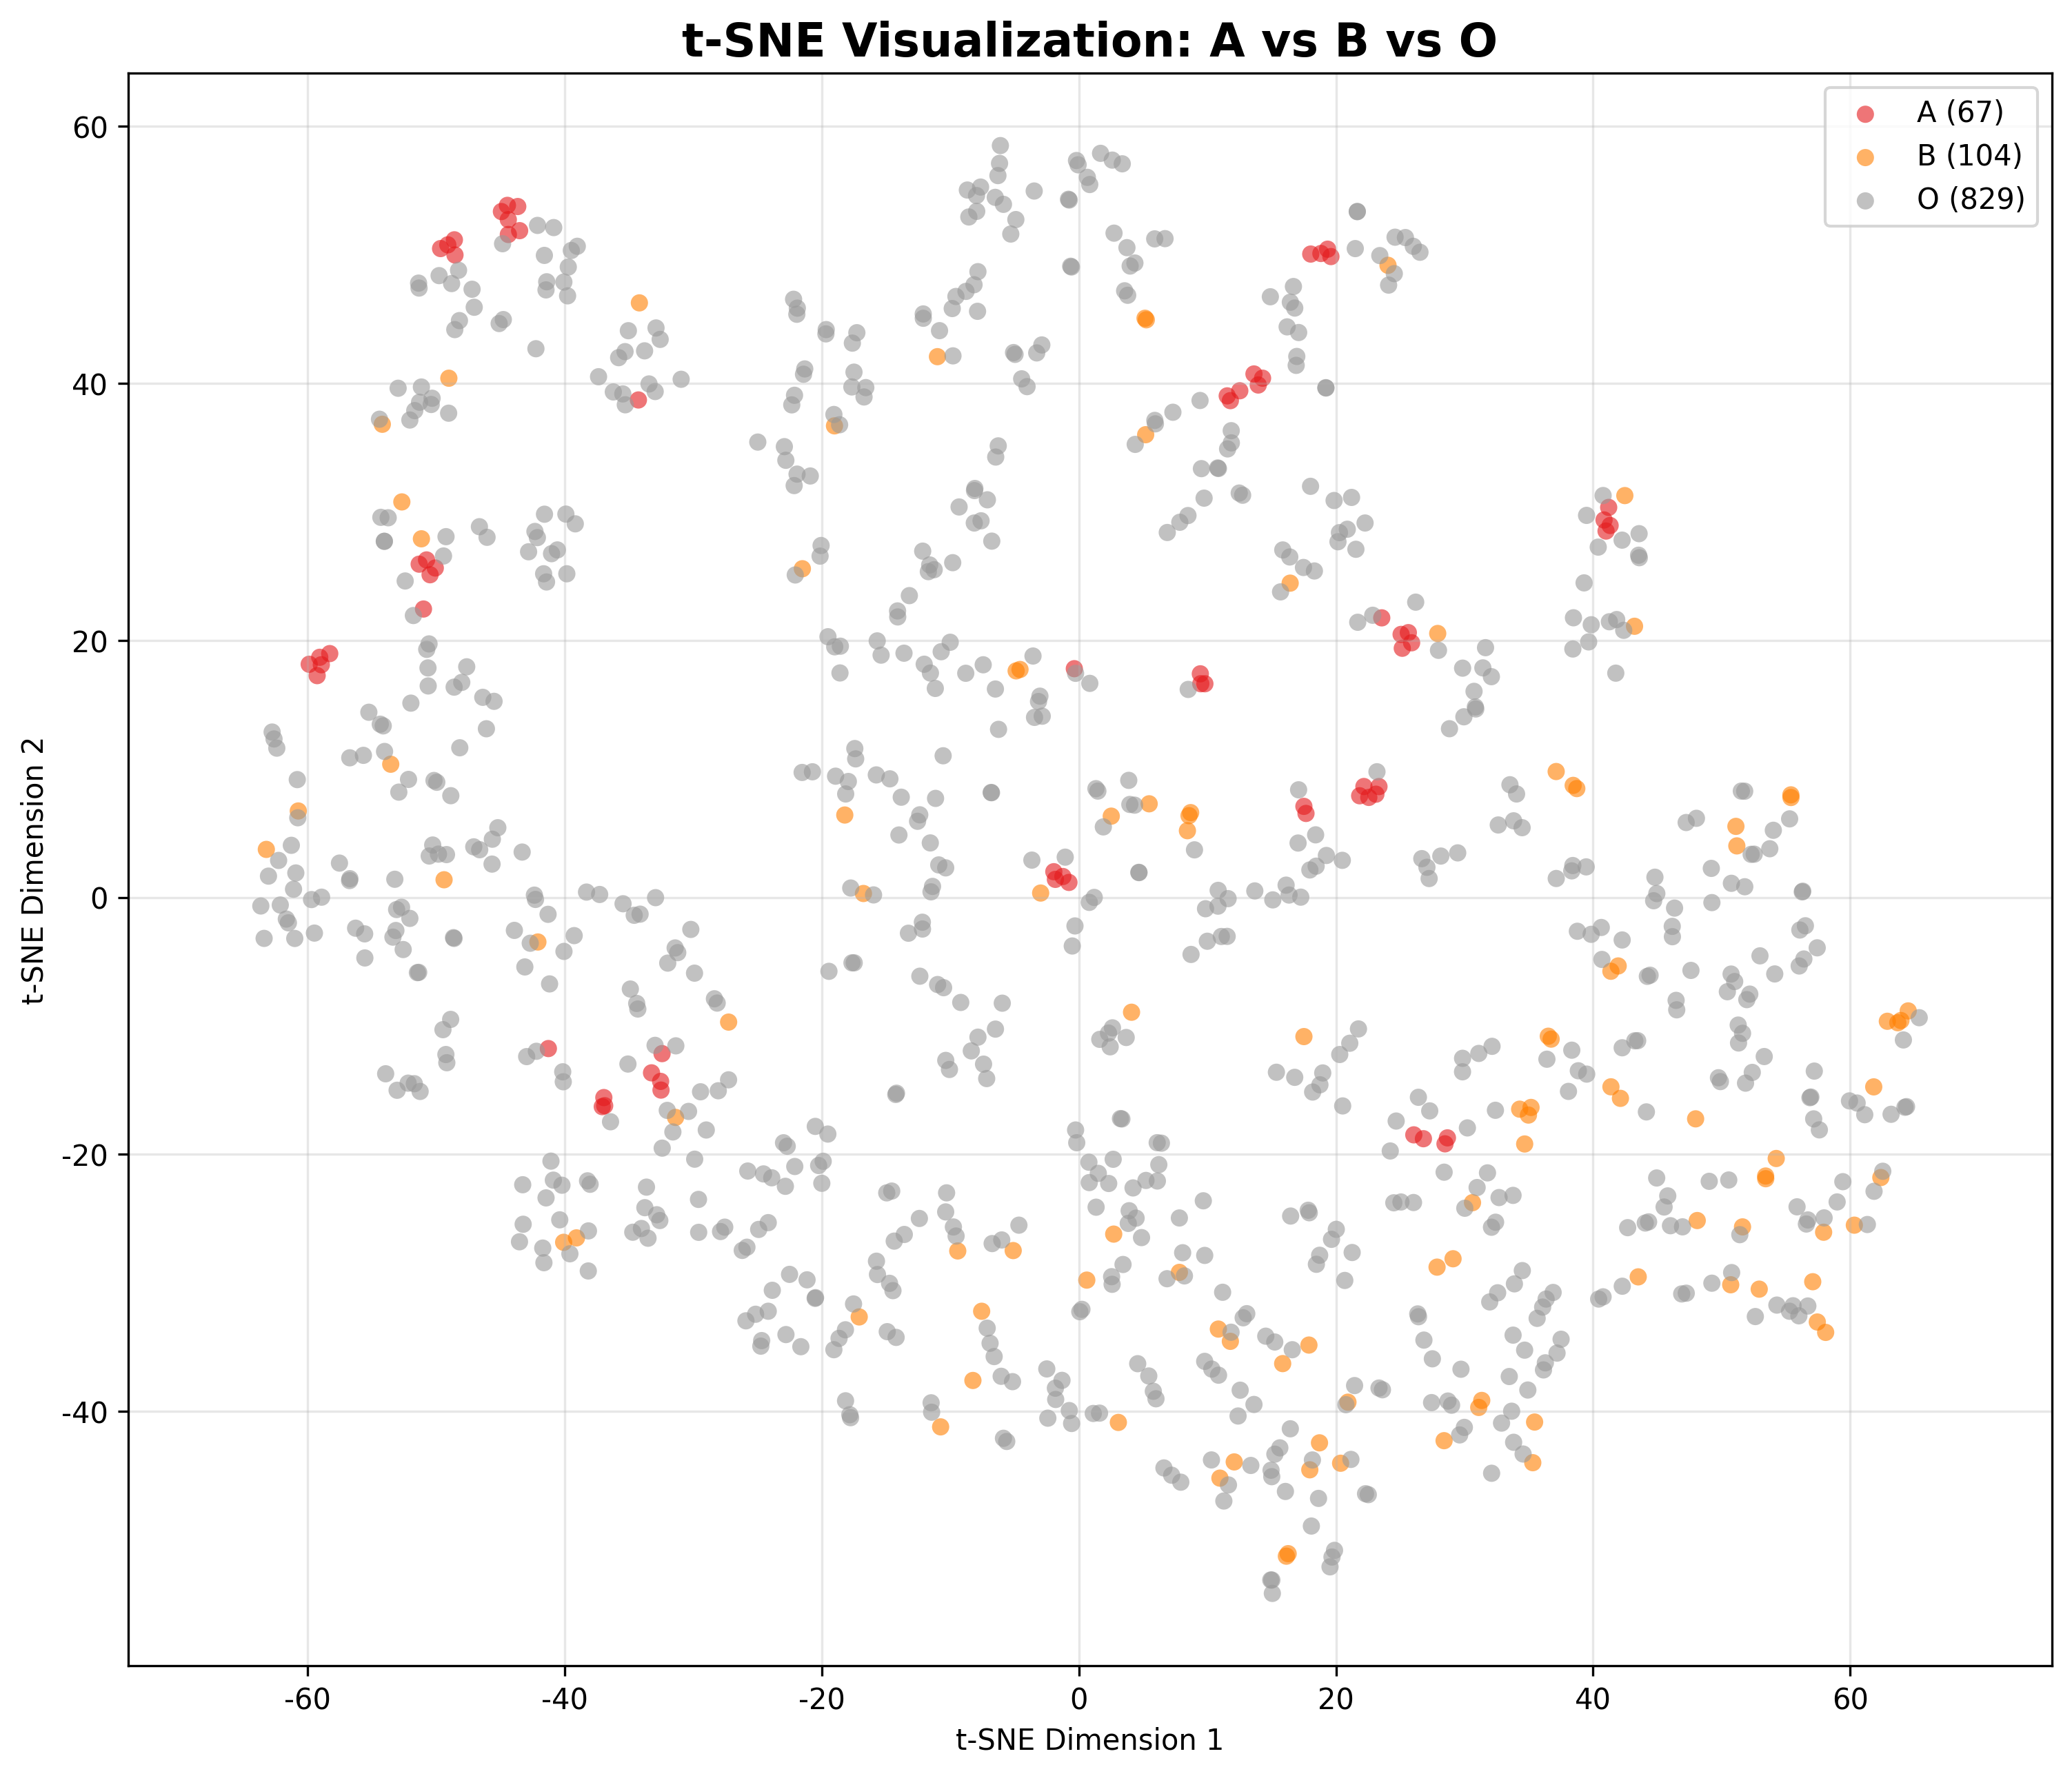 t-SNE Visualization: A vs B vs O
A (67)
B (104)
O (829)
t-SNE Dimension 2
60
40
20
0
-20
-40
-60
-40
-20
0
20
40
60
t-SNE Dimension 1